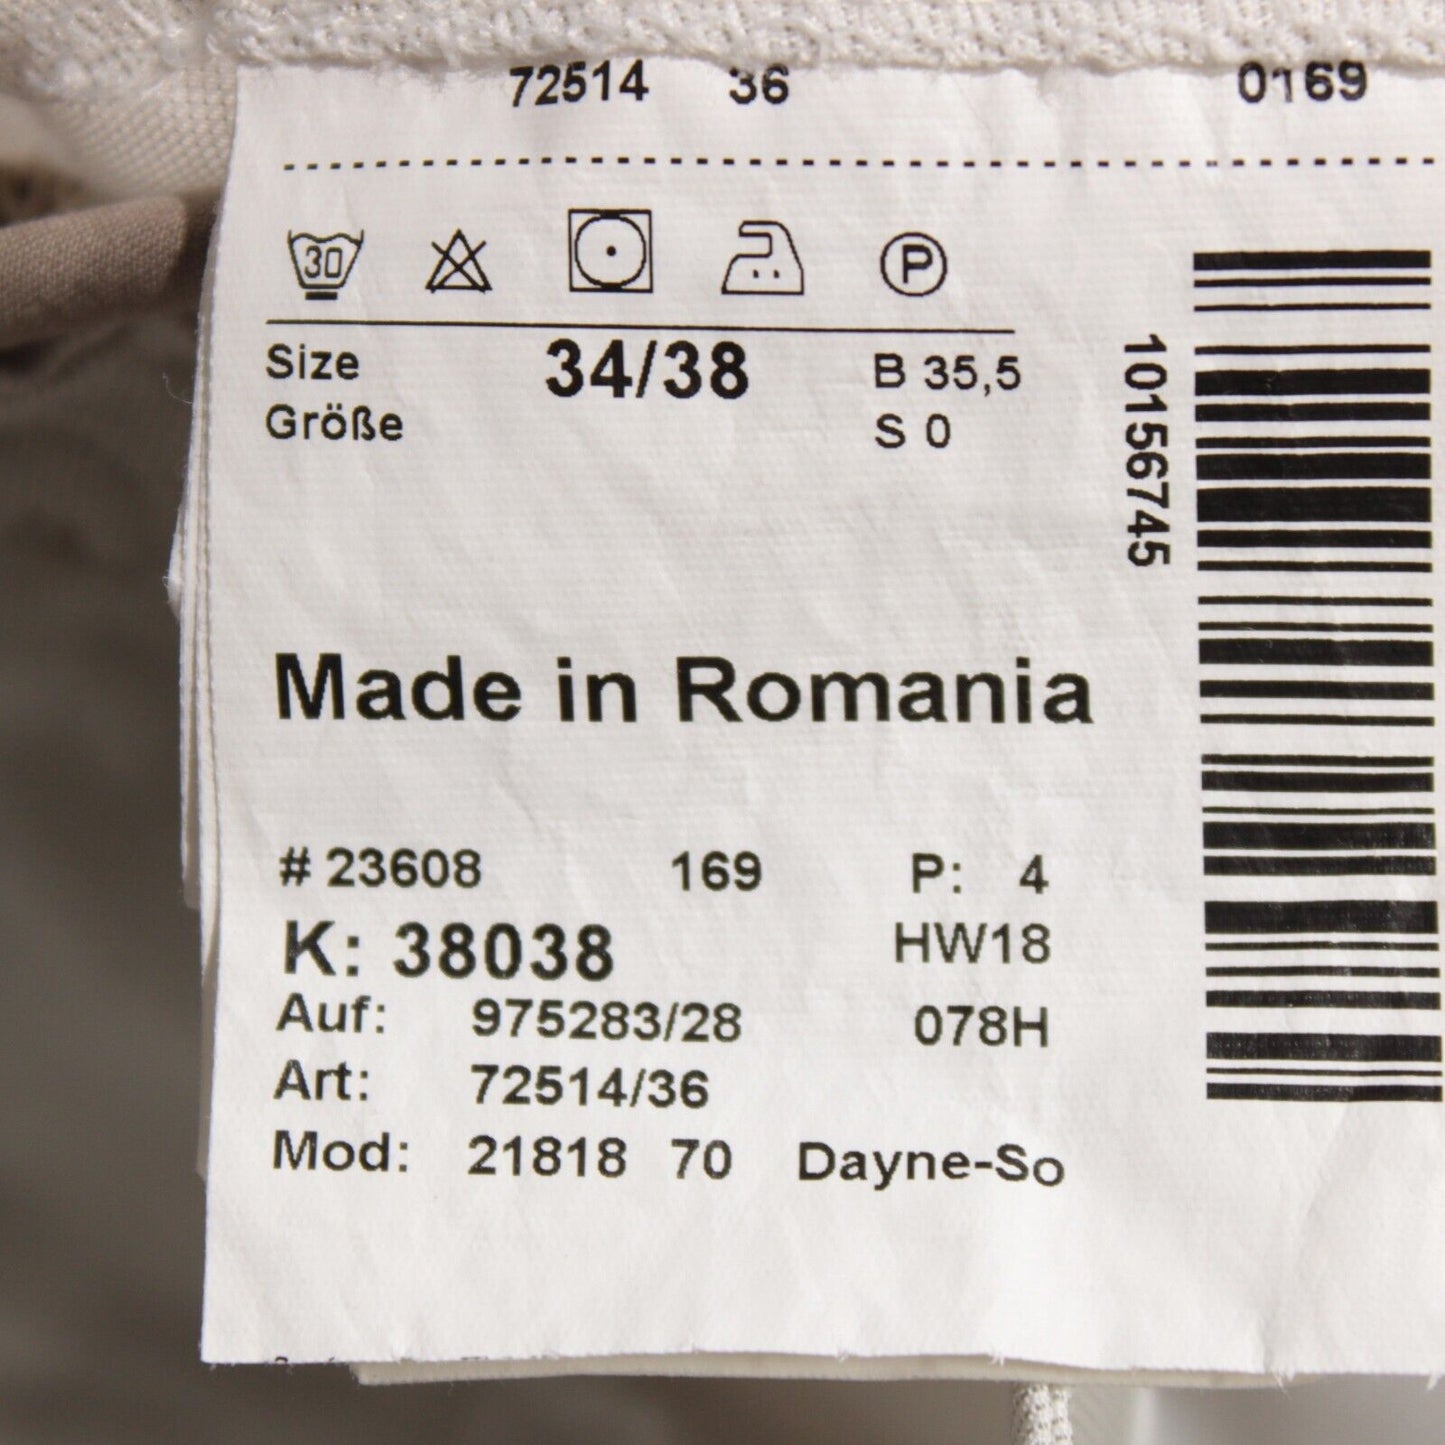 72514 36 0169
30 P
Size 34/38 B 35,5
Größe S 0
10156745
Made in Romania
# 23608 169 P: 4
K: 38038 HW18
Auf: 975283/28 078H
Art: 72514/36
Mod: 21818 70 Dayne-So